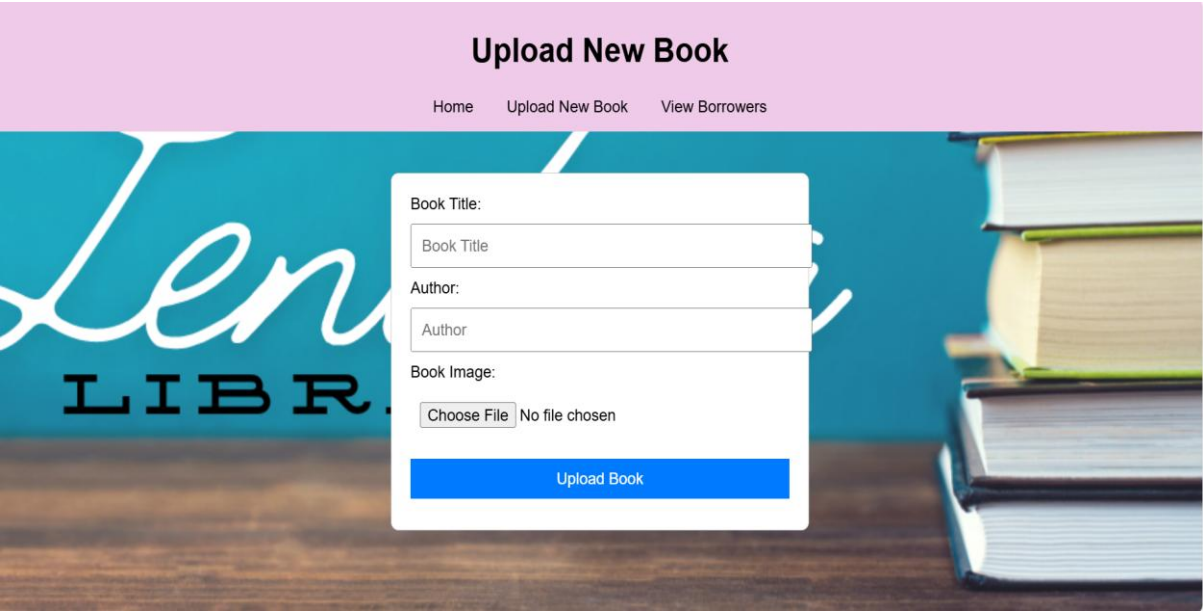 Upload New Book
Home Upload New Book View Borrowers
Book Title:
Book Title
Author:
Author
Book Image:
Choose File No file chosen
Upload Book